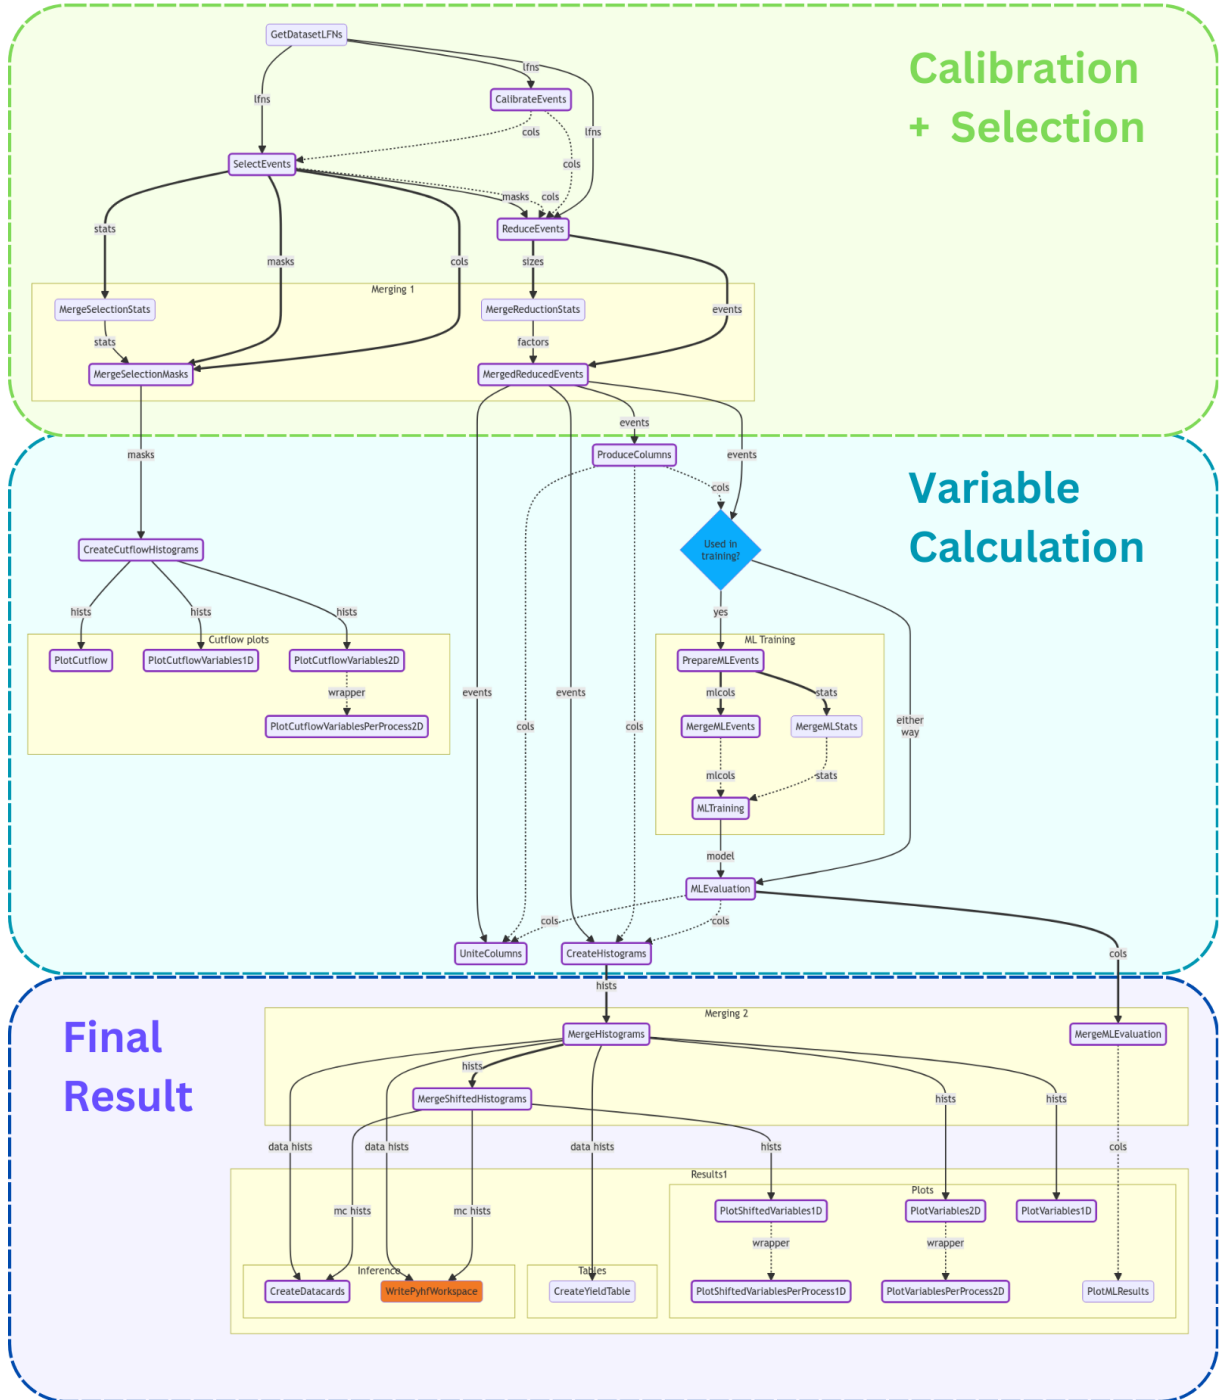 GetDatasetLFNs
Calibration
+ Selection
lfns
CalibrateEvents
lfns
lfns
cols
cols
SelectEvents
masks
cols
ReduceEvents
stats
masks
cols
sizes
Merging 1
MergeSelectionStats
MergeReductionStats
events
stats
factors
MergeSelectionMasks
MergedReducedEvents
events
masks
ProduceColumns
events
Variable
Calculation
cols
CreateCutflowHistograms
Used in
training?
hists
hists
hists
yes
Cutflow plots
ML Training
PlotCutflow
PlotCutflowVariables1D
PlotCutflowVariables2D
PrepareMLEvents
wrapper
events
events
mlcols
stats
PlotCutflowVariablesPerProcess2D
cols
cols
MergeMLEvents
MergeMLStats
either
way
mlcols
stats
MLTraining
model
MLEvaluation
cols
cols
UniteColumns
CreateHistograms
cols
hists
Final
Result
Merging 2
MergeHistograms
MergeMLEvaluation
hists
MergeShiftedHistograms
hists
hists
data hists
data hists
data hists
hists
cols
Results1
Plots
mc hists
mc hists
PlotShiftedVariables1D
PlotVariables2D
PlotVariables1D
wrapper
wrapper
Inference
Tables
CreateDatacards
WritePyhfWorkspace
CreateYieldTable
PlotShiftedVariablesPerProcess1D
PlotVariablesPerProcess2D
PlotMLResults